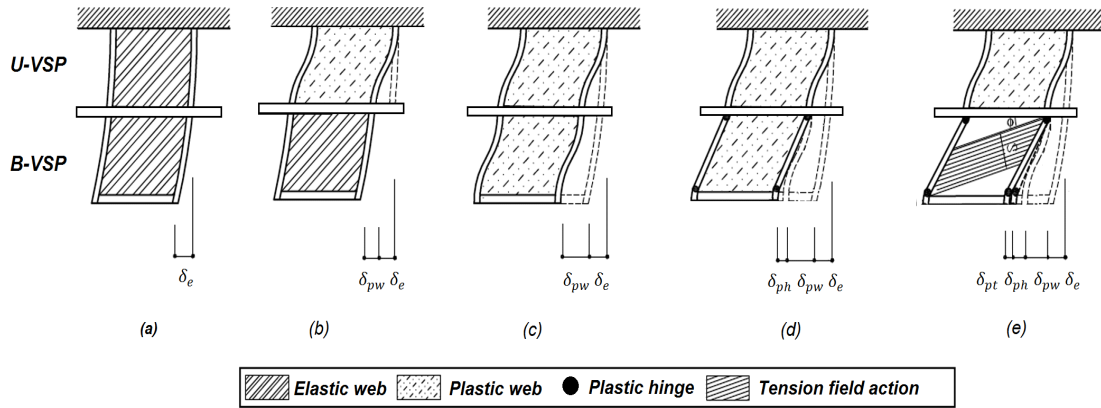 U-VSP
B-VSP
δe
δpw δe
δpw δe
δph δpw δe
δpt δph δpw δe
Φ
S
(a)
(b)
(c)
(d)
(e)
Elastic web
Plastic web
Plastic hinge
Tension field action